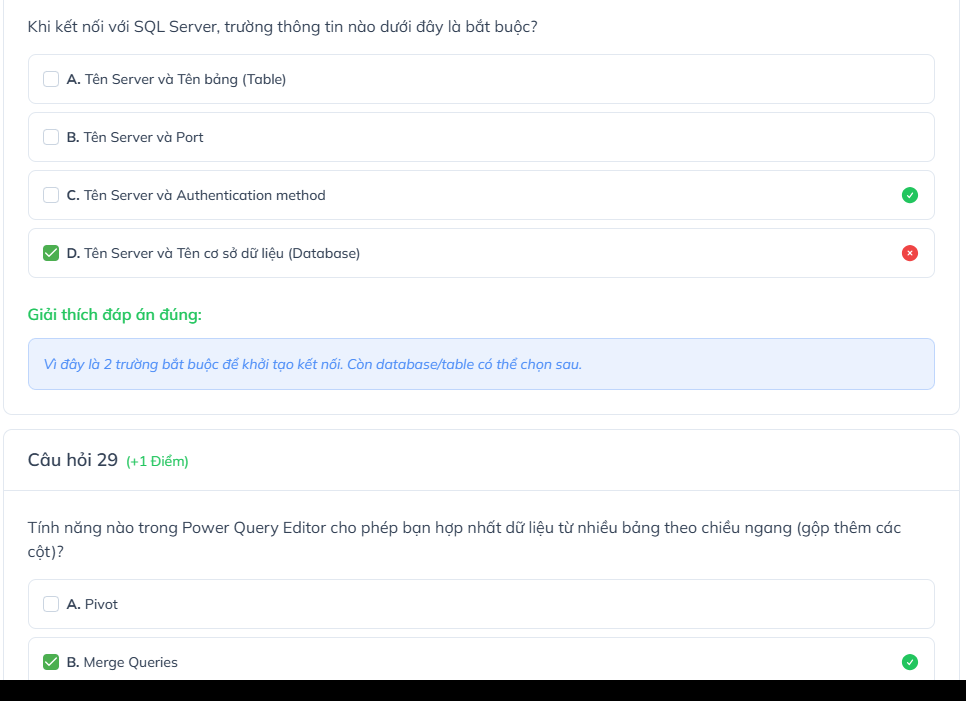 Khi kết nối với SQL Server, trường thông tin nào dưới đây là bắt buộc?
A. Tên Server và Tên bảng (Table)
B. Tên Server và Port
C. Tên Server và Authentication method
D. Tên Server và Tên cơ sở dữ liệu (Database)
Giải thích đáp án đúng:
Vì đây là 2 trường bắt buộc để khởi tạo kết nối. Còn database/table có thể chọn sau.
Câu hỏi 29 (+1 Điểm)
Tính năng nào trong Power Query Editor cho phép bạn hợp nhất dữ liệu từ nhiều bảng theo chiều ngang (gộp thêm các
cột)?
A. Pivot
B. Merge Queries